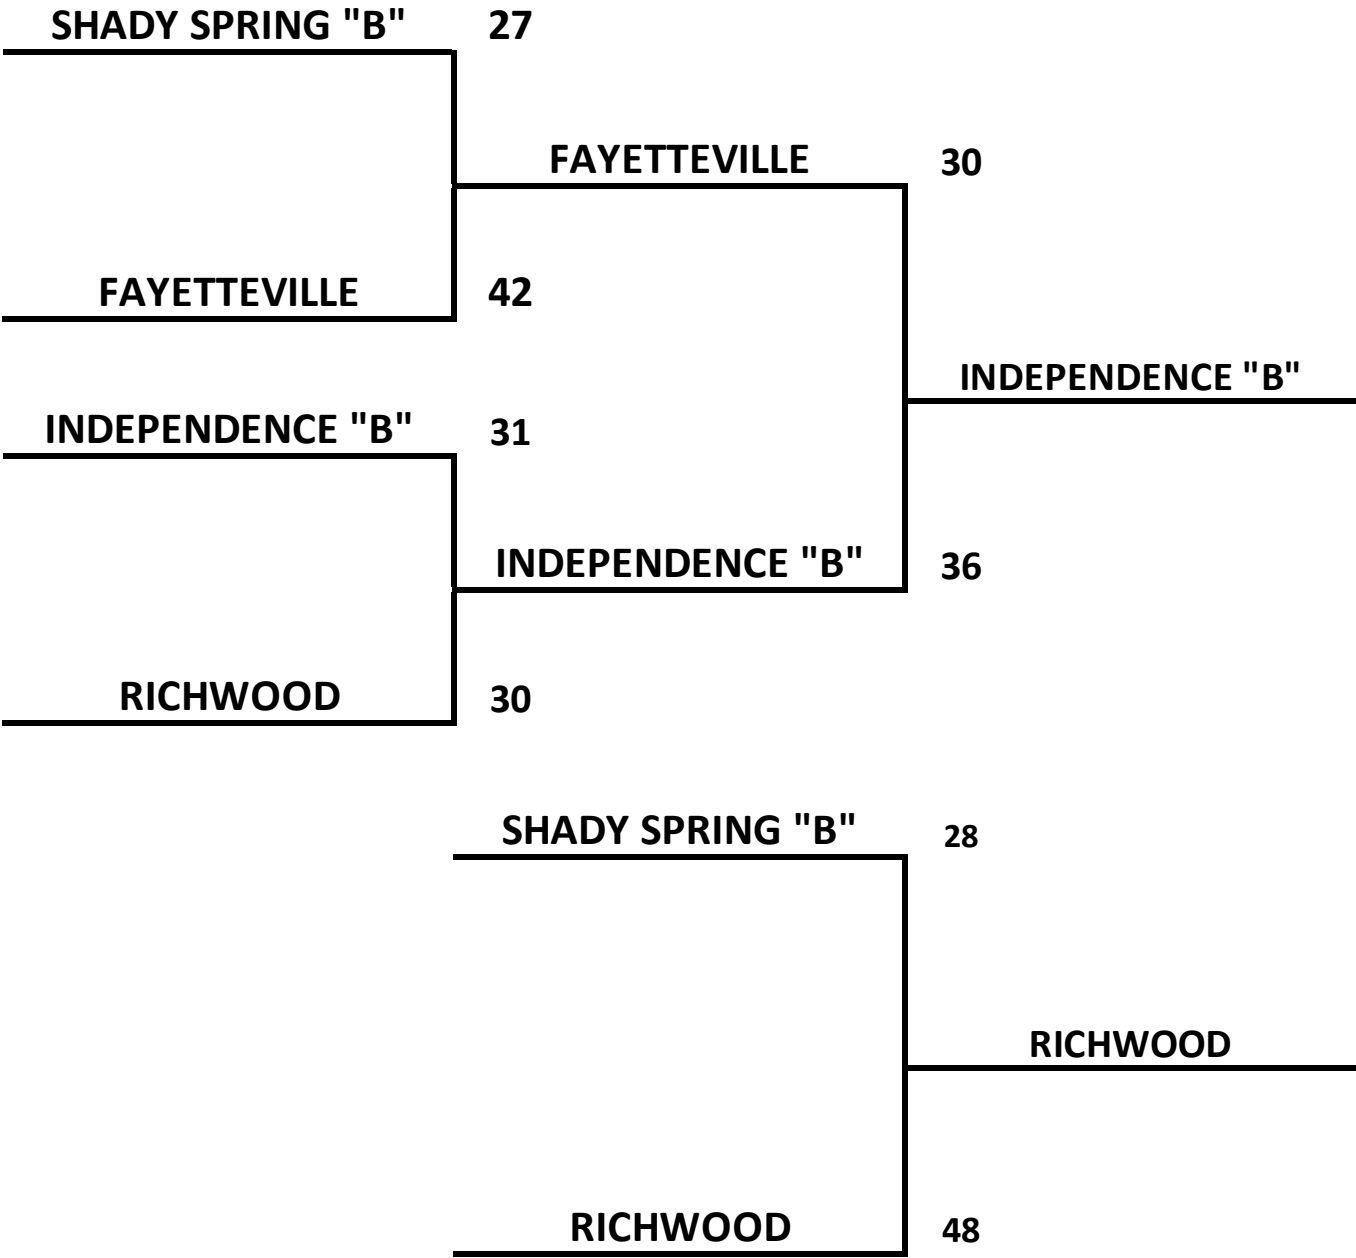 SHADY SPRING "B" 27
FAYETTEVILLE 30
FAYETTEVILLE 42
INDEPENDENCE "B"
INDEPENDENCE "B" 31
INDEPENDENCE "B" 36
RICHWOOD 30
SHADY SPRING "B" 28
RICHWOOD
RICHWOOD 48